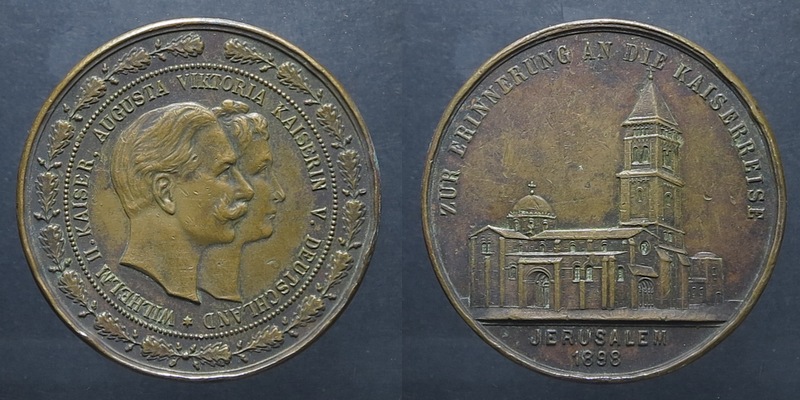 WILHELM II. KAISER, AUGUSTA VIKTORIA KAISERIN V. DEUTSCHLAND *
ZUR ERINNERUNG AN DIE KAISERREISE
JERUSALEM
1898